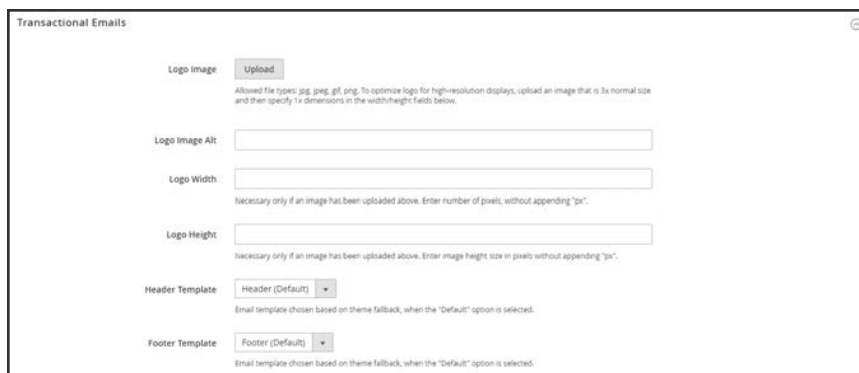 Transactional Emails
Logo Image
Upload
Allowed file types: jpg, jpeg, gif, png. To optimize logo for high-resolution displays, upload an image that is 3x normal size
and then specify 1x dimensions in the width/height fields below.
Logo Image Alt
Logo Width
Necessary only if an image has been uploaded above. Enter number of pixels, without appending "px".
Logo Height
Necessary only if an image has been uploaded above. Enter image height size in pixels without appending "px".
Header Template
Header (Default)
Email template chosen based on theme fallback, when the "Default" option is selected.
Footer Template
Footer (Default)
Email template chosen based on theme fallback, when the "Default" option is selected.